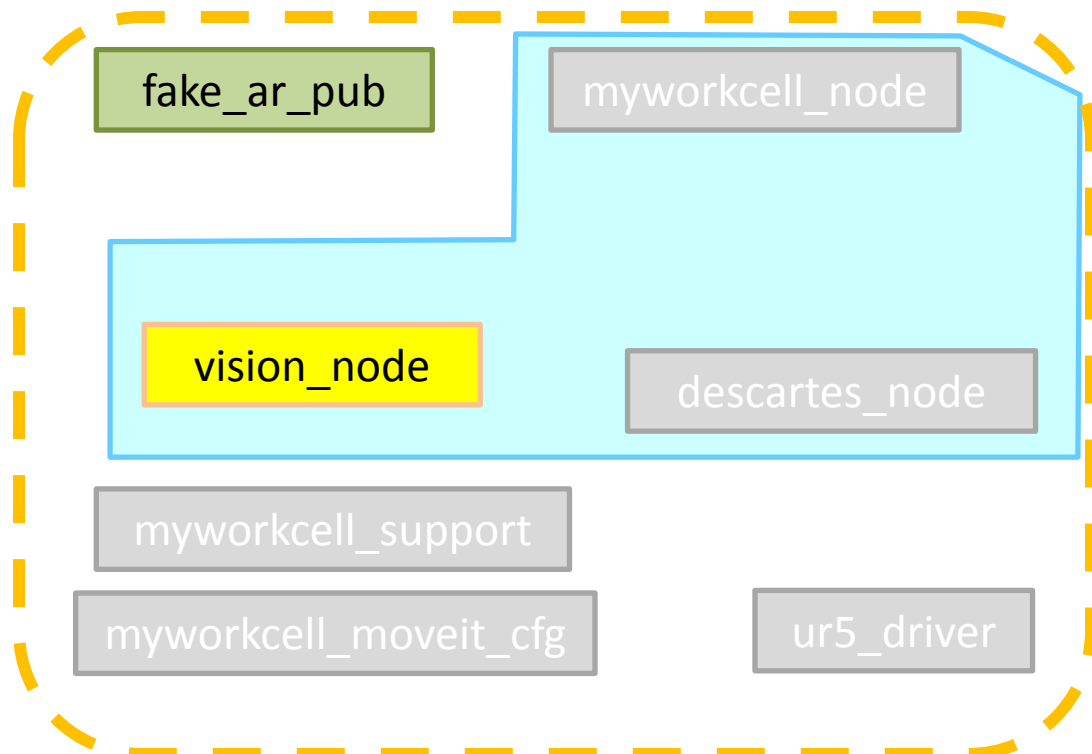 fake_ar_pub
myworkcell_node
vision_node
descartes_node
myworkcell_support
myworkcell_moveit_cfg
ur5_driver